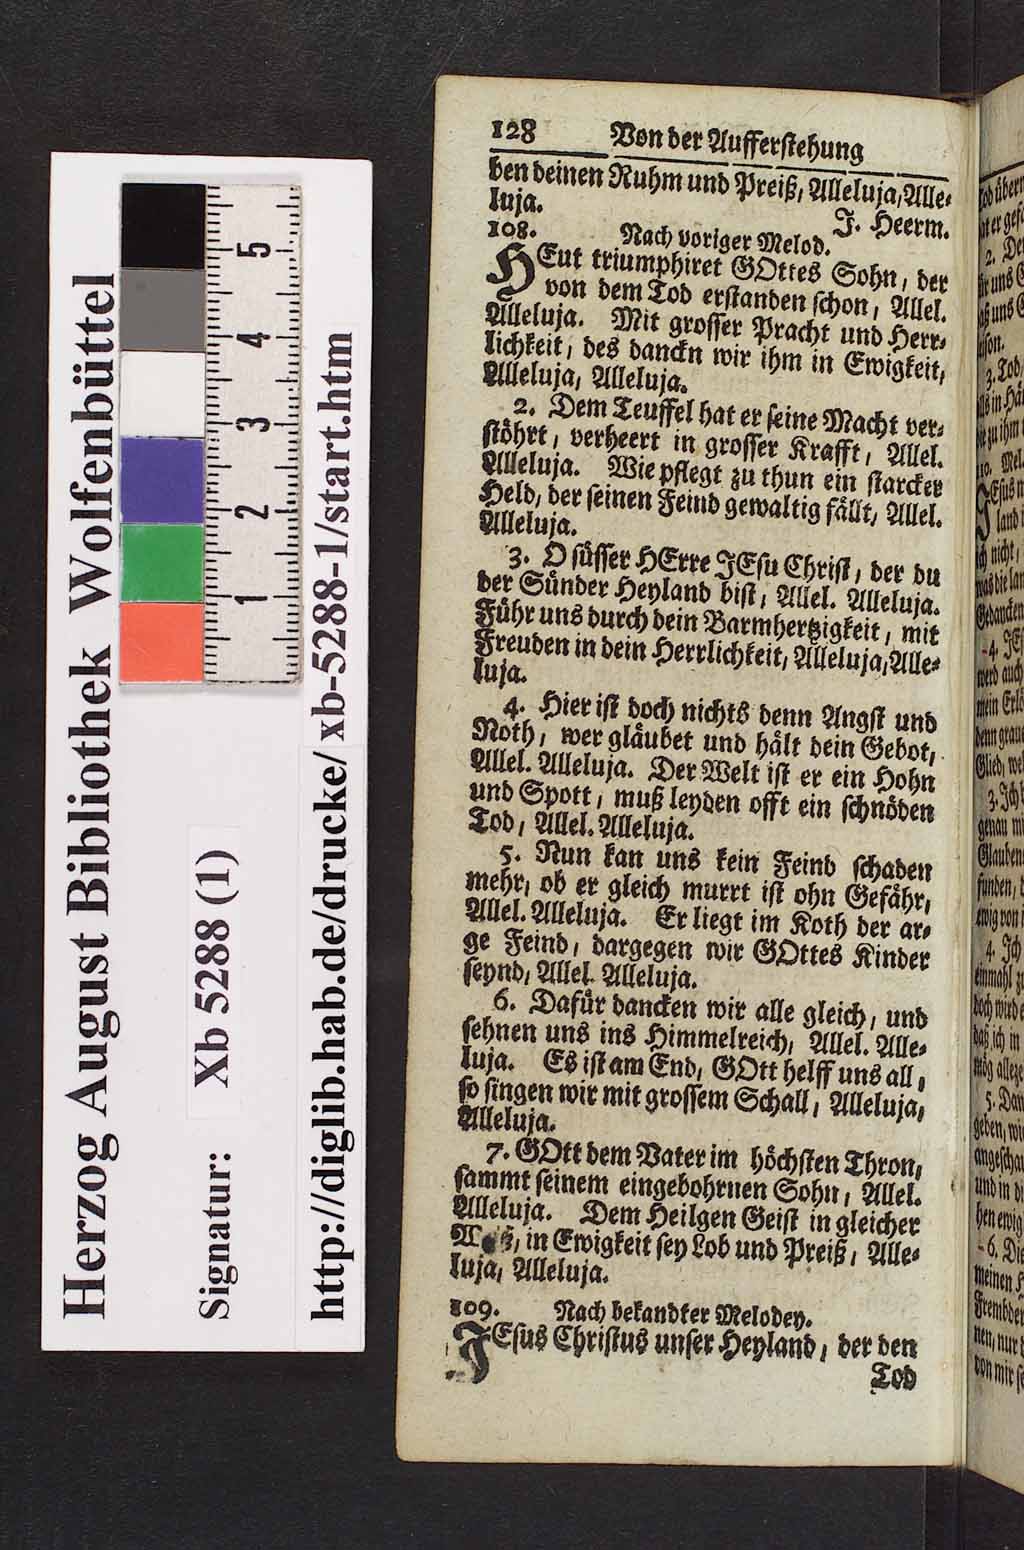 Herzog August Bibliothek Wolfenbüttel
Signatur: Xb 5288 (1)
http://diglib.hab.de/drucke/xb-5288-1/start.htm
5
4
3
2
1
128 Von der Aufferstehung
ben deinen Ruhm und Preiß, Alleluja, Alle-
luja.
J. Heerm.
108. Nach voriger Melod.
HEut triumphiret GOttes Sohn, der
von dem Tod erstanden schon, Allel.
Alleluja. Mit grosser Pracht und Herr-
lichkeit, des danckn wir ihm in Ewigkeit,
Alleluja, Alleluja.
2. Dem Teuffel hat er seine Macht ver-
stöhrt, verheert in grosser Krafft, Allel.
Alleluja. Wie pflegt zu thun ein starcker
Held, der seinen Feind gewaltig fällt, Allel.
Alleluja.
3. O süsser HErre JEsu Christ, der du
der Sünder Heyland bist, Allel. Alleluja.
Führ uns durch dein Barmhertzigkeit, mit
Freuden in dein Herrlichkeit, Alleluja, Alle-
luja.
4. Hier ist doch nichts denn Angst und
Noth, wer gläubet und hält dein Gebot,
Allel. Alleluja. Der Welt ist er ein Hohn
und Spott, muß leyden offt ein schnöden
Tod, Allel. Alleluja.
5. Nun kan uns kein Feind schaden
mehr, ob er gleich murrt ist ohn Gefähr,
Allel. Alleluja. Er liegt im Koth der ar-
ge Feind, dargegen wir GOttes Kinder
seynd, Allel. Alleluja.
6. Dafür dancken wir alle gleich, und
sehnen uns ins Himmelreich, Allel. Alle-
luja. Es ist am End, GOtt helff uns all,
so singen wir mit grossem Schall, Alleluja,
Alleluja.
7. GOtt dem Vater im höchsten Thron,
sammt seinem eingebohrnen Sohn, Allel.
Alleluja. Dem Heilgen Geist in gleicher
in Ewigkeit sey Lob und Preiß, Alle-
luja, Alleluja.
109. Nach bekandter Melodey.
JEsus Christus unser Heyland, der den
Tod